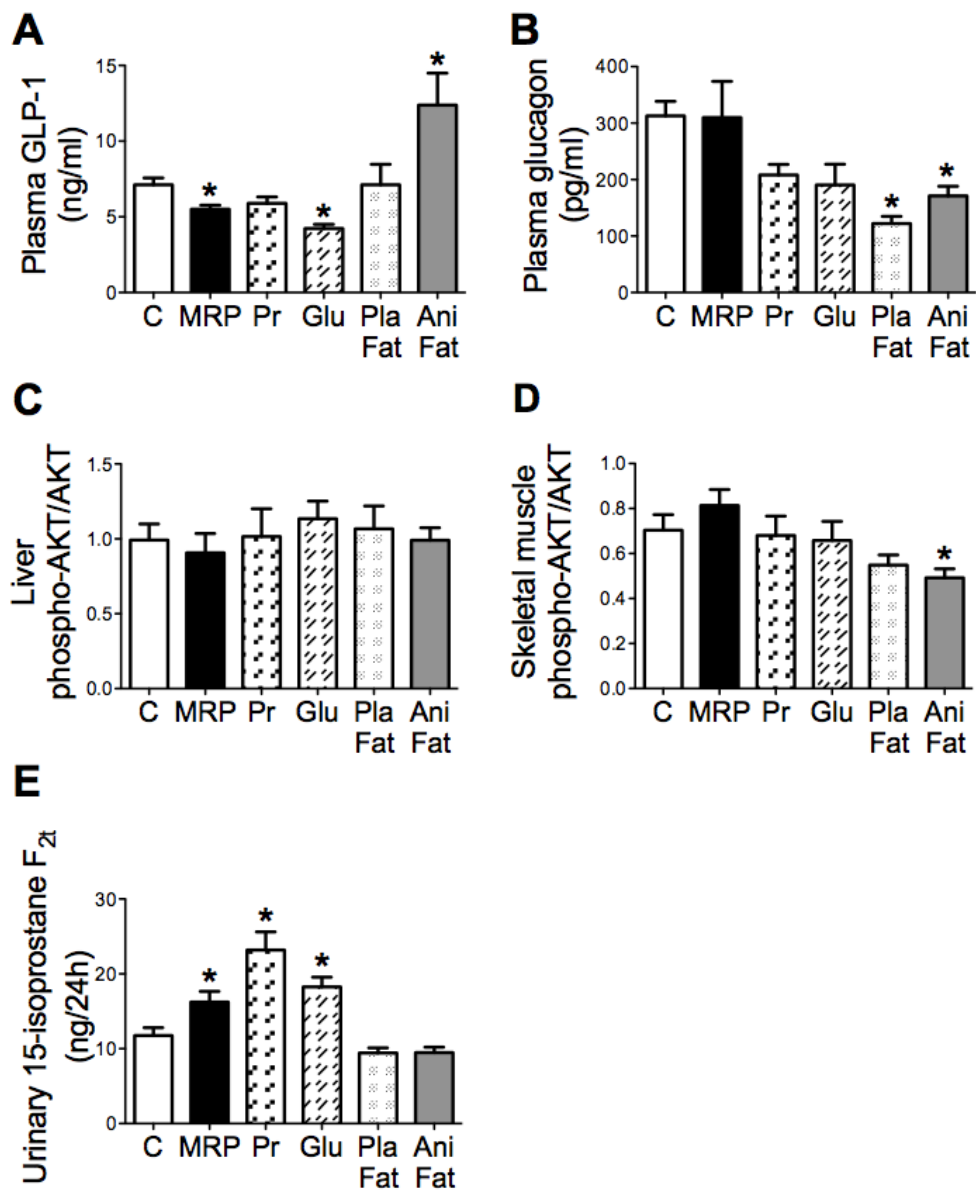 A
Plasma GLP-1
(ng/ml)
15
10
5
0
*
*
*
C MRP Pr Glu Pla Ani
Fat Fat
B
Plasma glucagon
(pg/ml)
400
300
200
100
0
*
*
C MRP Pr Glu Pla Ani
Fat Fat
C
Liver
phospho-AKT/AKT
1.5
1.0
0.5
0.0
C MRP Pr Glu Pla Ani
Fat Fat
D
Skeletal muscle
phospho-AKT/AKT
1.0
0.8
0.6
0.4
0.2
0.0
*
C MRP Pr Glu Pla Ani
Fat Fat
E
Urinary 15-isoprostane F2t
(ng/24h)
30
20
10
0
*
*
*
C MRP Pr Glu Pla Ani
Fat Fat